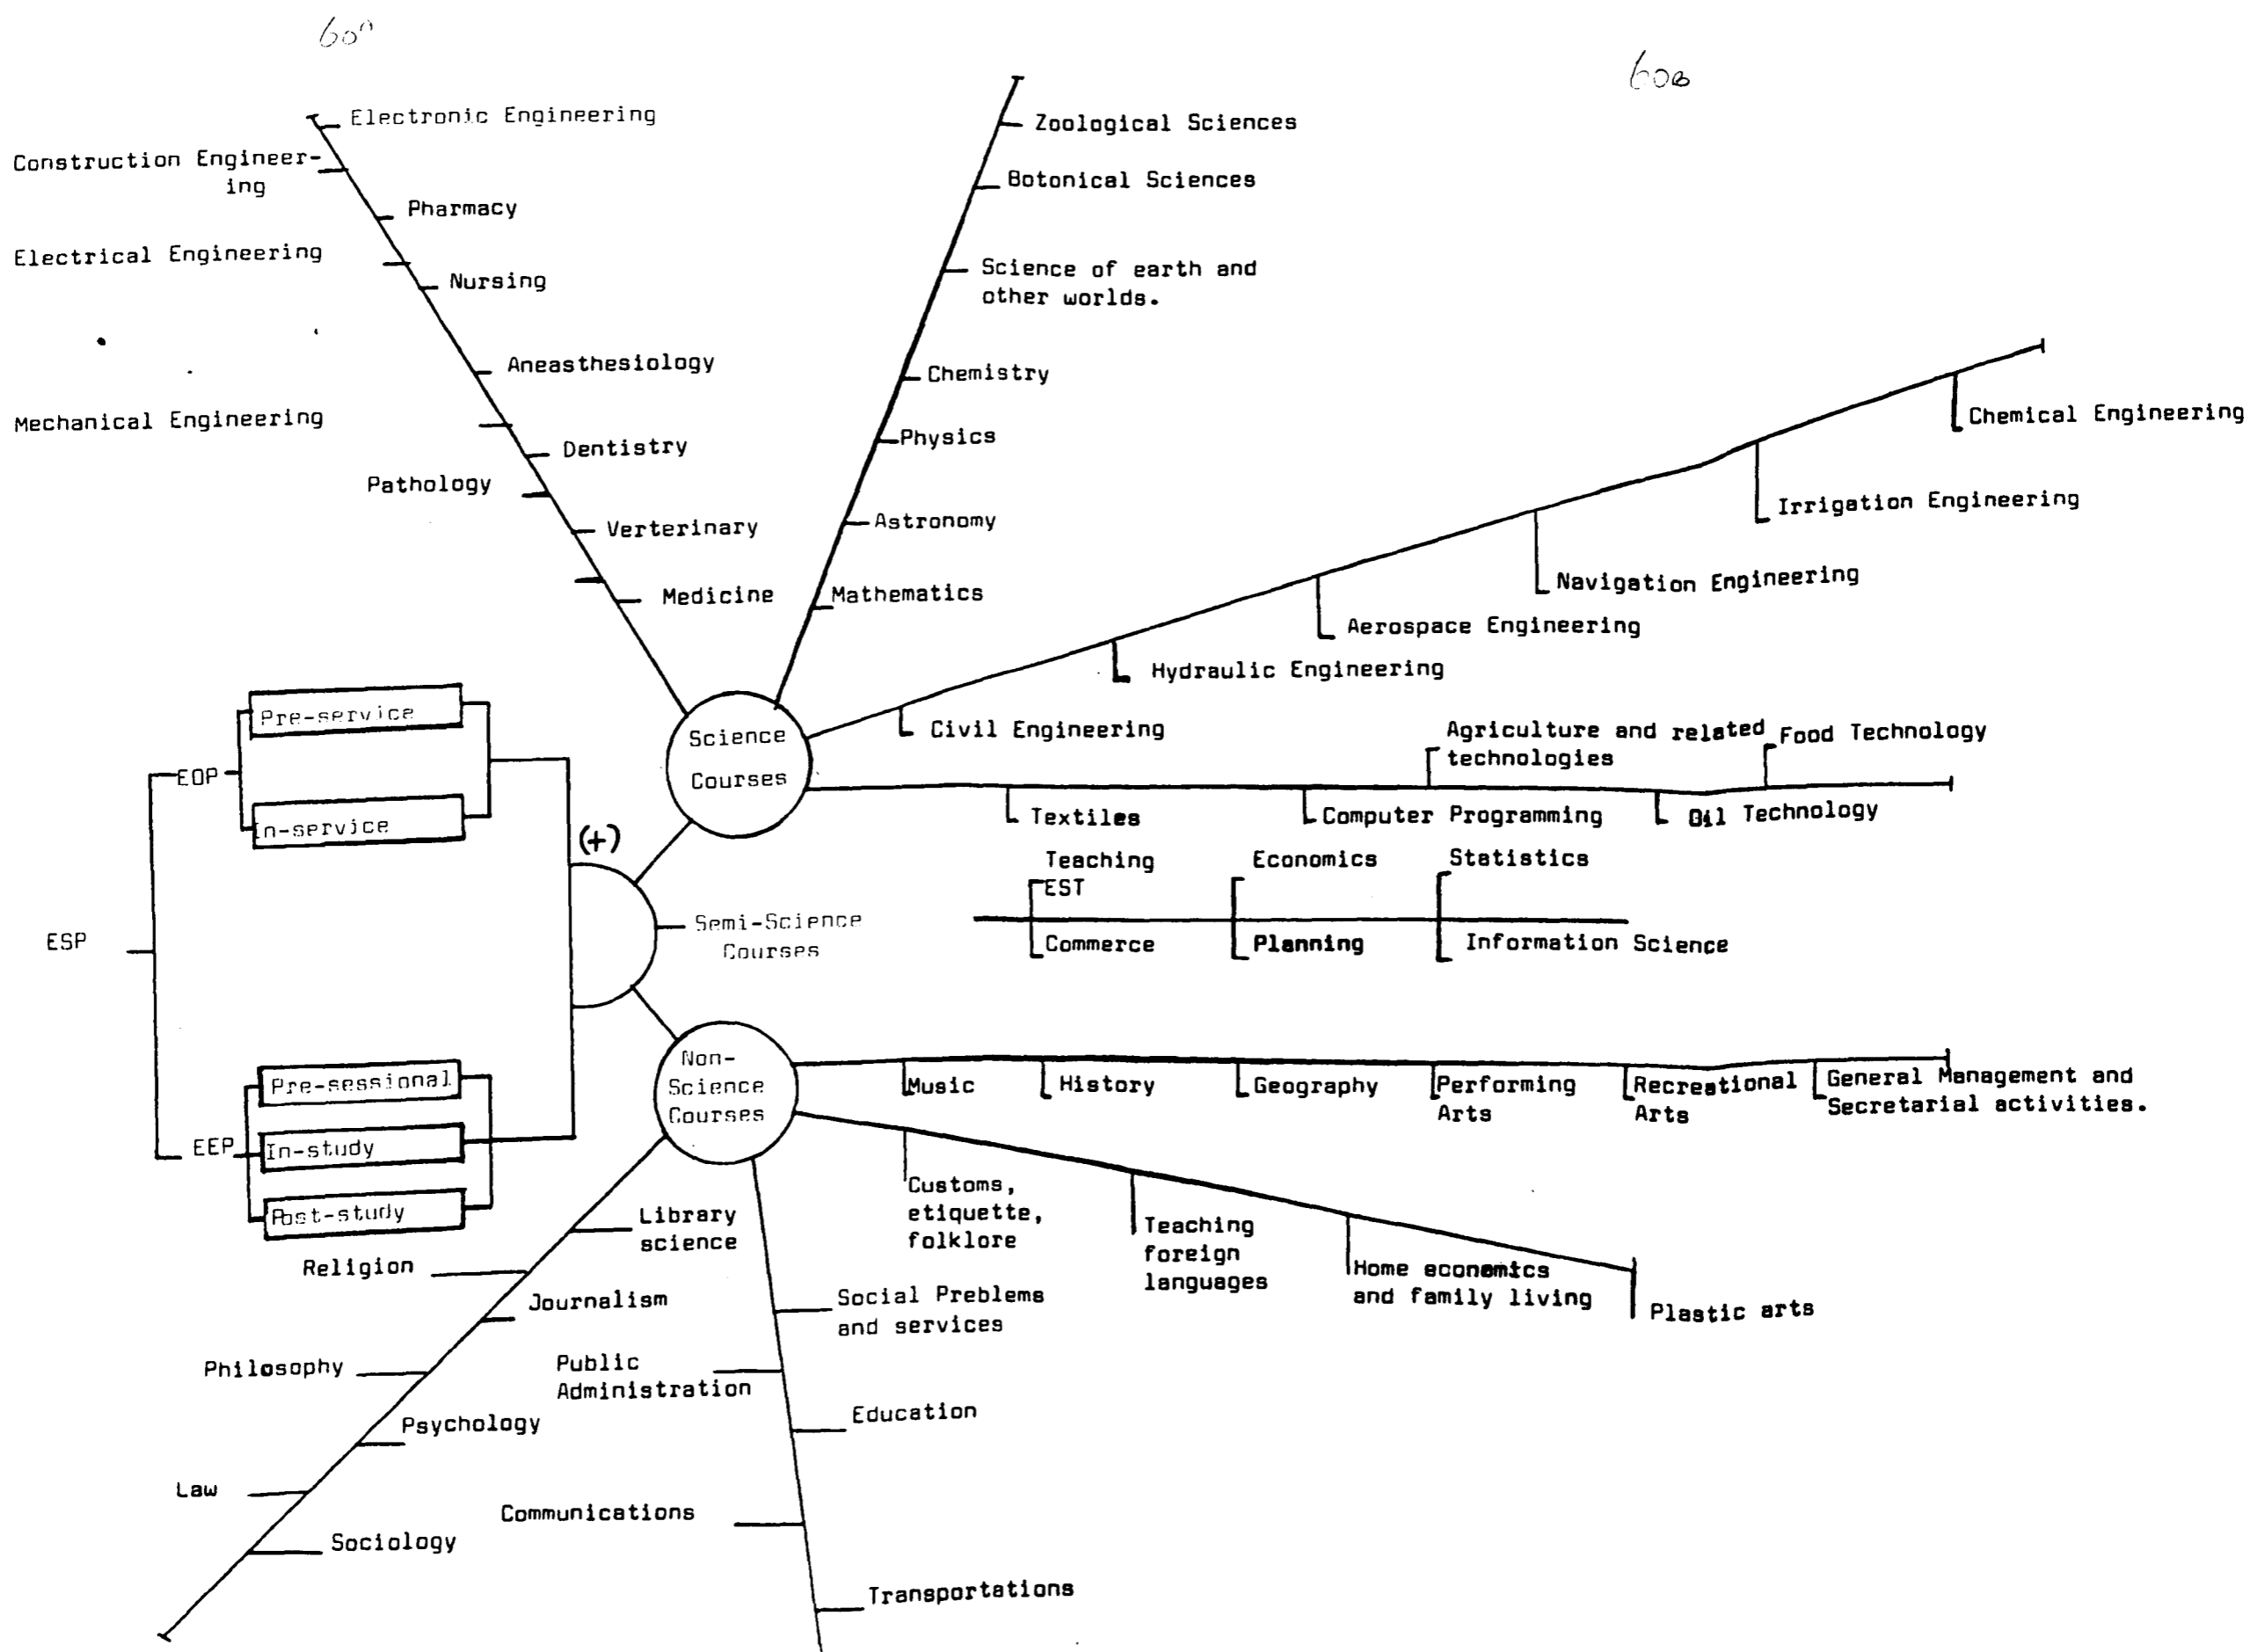 60A
60B
Electronic Engineering
Construction Engineer-
ing
Pharmacy
Electrical Engineering
Nursing
Aneasthesiology
Mechanical Engineering
Dentistry
Pathology
Verterinary
Medicine
Zoological Sciences
Botonical Sciences
Science of earth and
other worlds.
Chemistry
Physics
Astronomy
Mathematics
Chemical Engineering
Irrigation Engineering
Navigation Engineering
Aerospace Engineering
Hydraulic Engineering
Civil Engineering
Science
Courses
Agriculture and related
technologies
Food Technology
Textiles
Computer Programming
Oil Technology
ESP
EOP
Pre-service
In-service
(+)
Semi-Science
Courses
Teaching
EST
Economics
Statistics
Commerce
Planning
Information Science
EEP
Pre-sessional
In-study
Post-study
Non-
Science
Courses
Music
History
Geography
Performing
Arts
Recreational
Arts
General Management and
Secretarial activities.
Customs,
etiquette,
folklore
Teaching
foreign
languages
Home economics
and family living
Plastic arts
Library
science
Religion
Journalism
Philosophy
Psychology
Law
Sociology
Social Preblems
and services
Public
Administration
Education
Communications
Transportations